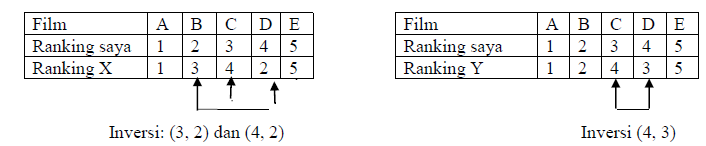 Film A B C D E
Ranking saya 1 2 3 4 5
Ranking X 1 3 4 2 5
Inversi: (3, 2) dan (4, 2)
Film A B C D E
Ranking saya 1 2 3 4 5
Ranking Y 1 2 4 3 5
Inversi (4, 3)